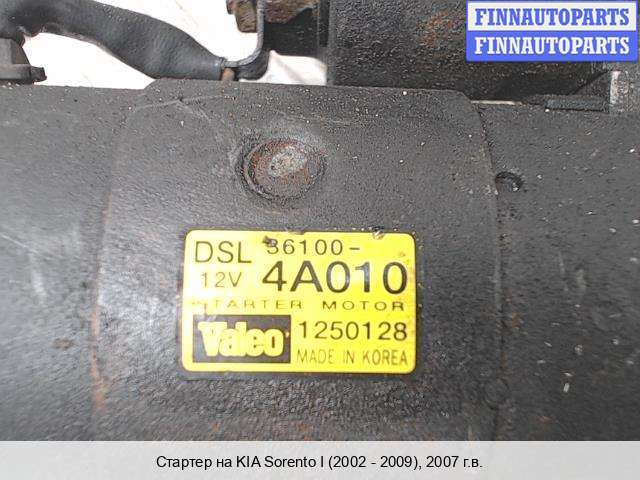 FINNAUTOPARTS
FINNAUTOPARTS
DSL 36100-
12V 4A010
STARTER MOTOR
Valeo 1250128
MADE IN KOREA
Стартер на KIA Sorento I (2002 - 2009), 2007 г.в.